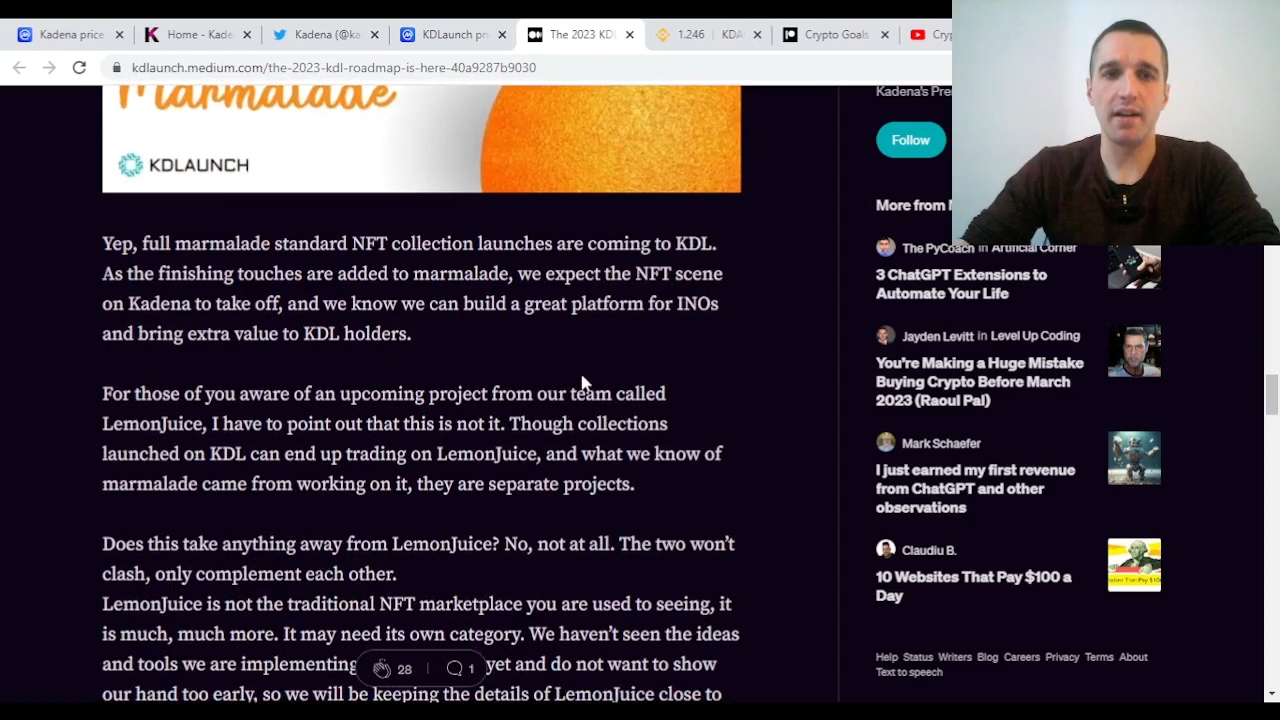 Kadena price
Home - Kade
Kadena (@ka
KDLaunch pr
The 2023 KDL
1.246 | KDA
Crypto Goals
Cryp
kdlaunch.medium.com/the-2023-kdl-roadmap-is-here-40a9287b9030
Marmalade
KDLAUNCH
Yep, full marmalade standard NFT collection launches are coming to KDL.
As the finishing touches are added to marmalade, we expect the NFT scene
on Kadena to take off, and we know we can build a great platform for INOs
and bring extra value to KDL holders.
For those of you aware of an upcoming project from our team called
LemonJuice, I have to point out that this is not it. Though collections
launched on KDL can end up trading on LemonJuice, and what we know of
marmalade came from working on it, they are separate projects.
Does this take anything away from LemonJuice? No, not at all. The two won't
clash, only complement each other.
LemonJuice is not the traditional NFT marketplace you are used to seeing, it
is much, much more. It may need its own category. We haven't seen the ideas
and tools we are implementing yet and do not want to show
our hand too early, so we will be keeping the details of LemonJuice close to
28
1
Kadena's Pre
Follow
More from M
The PyCoach in Artificial Corner
3 ChatGPT Extensions to
Automate Your Life
Jayden Levitt in Level Up Coding
You're Making a Huge Mistake
Buying Crypto Before March
2023 (Raoul Pal)
Mark Schaefer
I just earned my first revenue
from ChatGPT and other
observations
Claudiu B.
10 Websites That Pay $100 a
Day
Help Status Writers Blog Careers Privacy Terms About
Text to speech